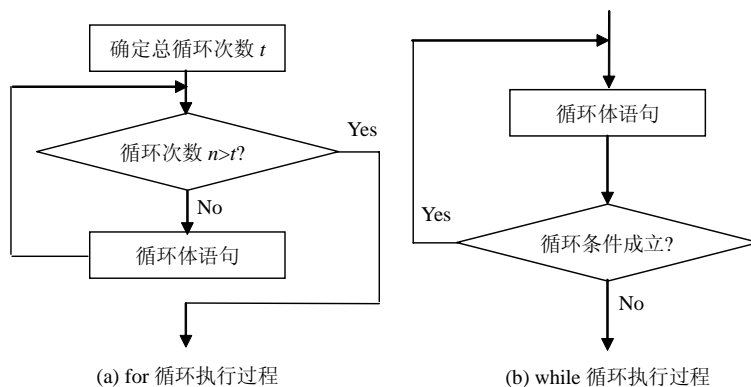 确定总循环次数 t
循环次数 n>t?
Yes
No
循环体语句
(a) for 循环执行过程
循环体语句
Yes
循环条件成立?
No
(b) while 循环执行过程